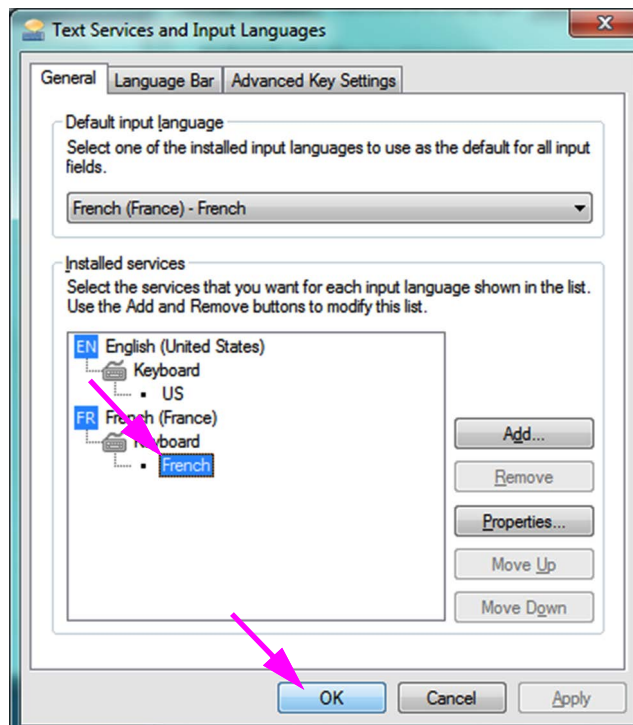 Text Services and Input Languages
General
Language Bar
Advanced Key Settings
Default input language
Select one of the installed input languages to use as the default for all input
fields.
French (France) - French
Installed services
Select the services that you want for each input language shown in the list.
Use the Add and Remove buttons to modify this list.
EN English (United States)
Keyboard
US
FR French (France)
Keyboard
French
Add...
Remove
Properties...
Move Up
Move Down
OK
Cancel
Apply